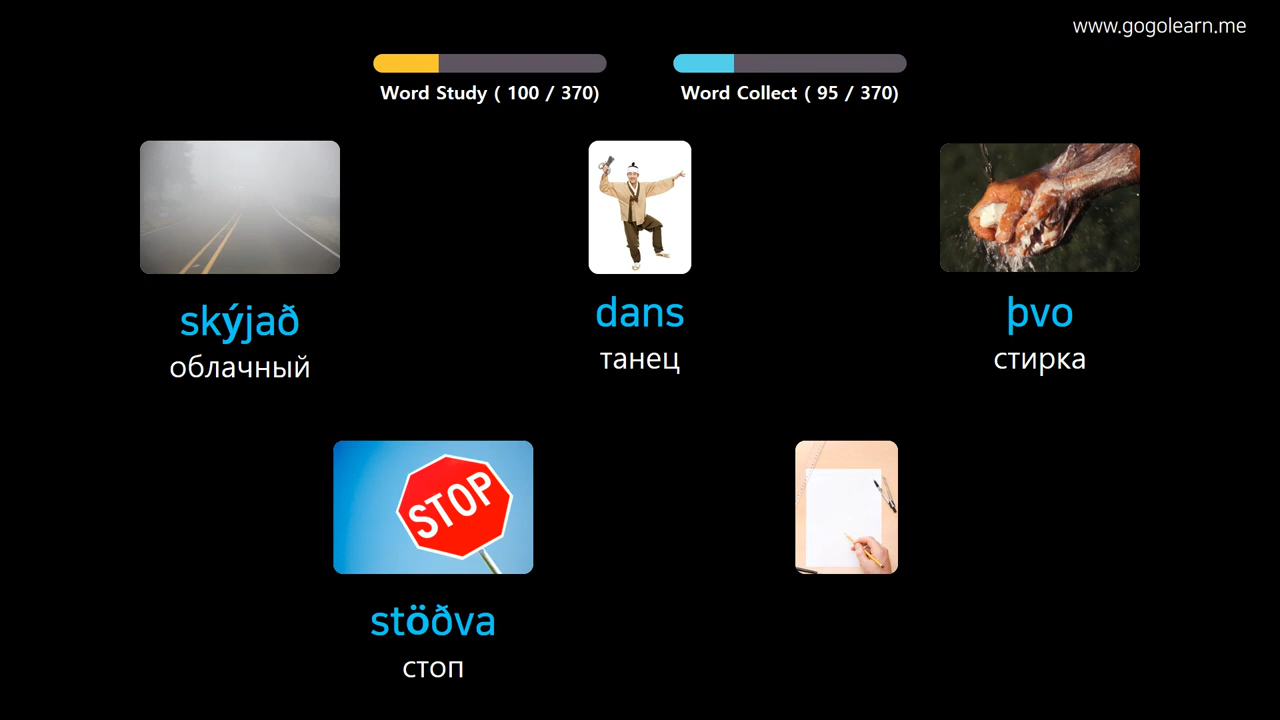 www.gogolearn.me
Word Study ( 100 / 370)
Word Collect ( 95 / 370)
skýjað
облачный
dans
танец
þvo
стирка
STOP
stöðva
стоп